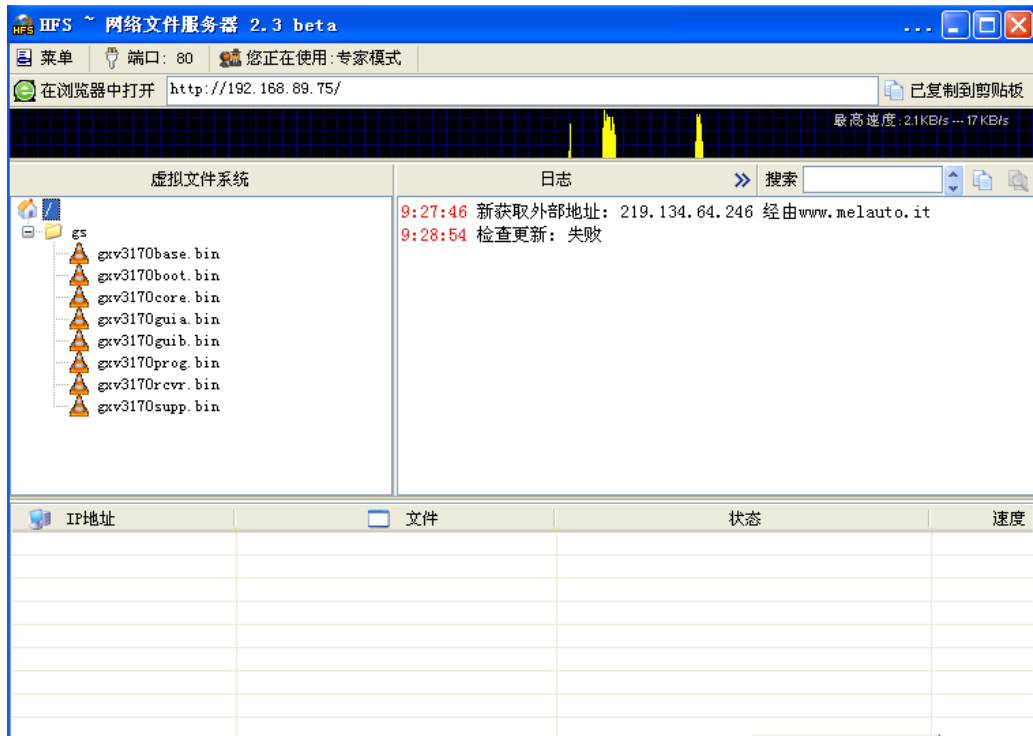 HFS ~ 网络文件服务器 2.3 beta ...
菜单 端口: 80 您正在使用:专家模式
在浏览器中打开 http://192.168.89.75/ 已复制到剪贴板
最高速度:2.1 KB/s --- 17 KB/s
虚拟文件系统 日志 搜索
/
gs
gxv3170base.bin
gxv3170boot.bin
gxv3170core.bin
gxv3170guia.bin
gxv3170guib.bin
gxv3170prog.bin
gxv3170rcvr.bin
gxv3170supp.bin
9:27:46 新获取外部地址: 219.134.64.246 经由www.melauto.it
9:28:54 检查更新: 失败
IP地址 文件 状态 速度